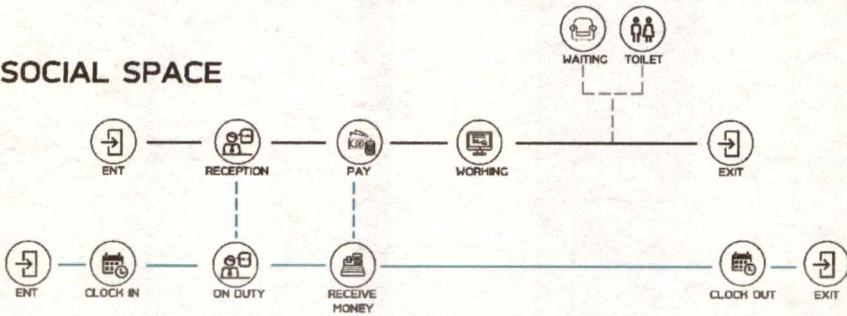 WAITING TOILET
SOCIAL SPACE
ENT RECEPTION PAY WORKING EXIT
ENT CLOCK IN ON DUTY RECEIVE MONEY CLOCK OUT EXIT